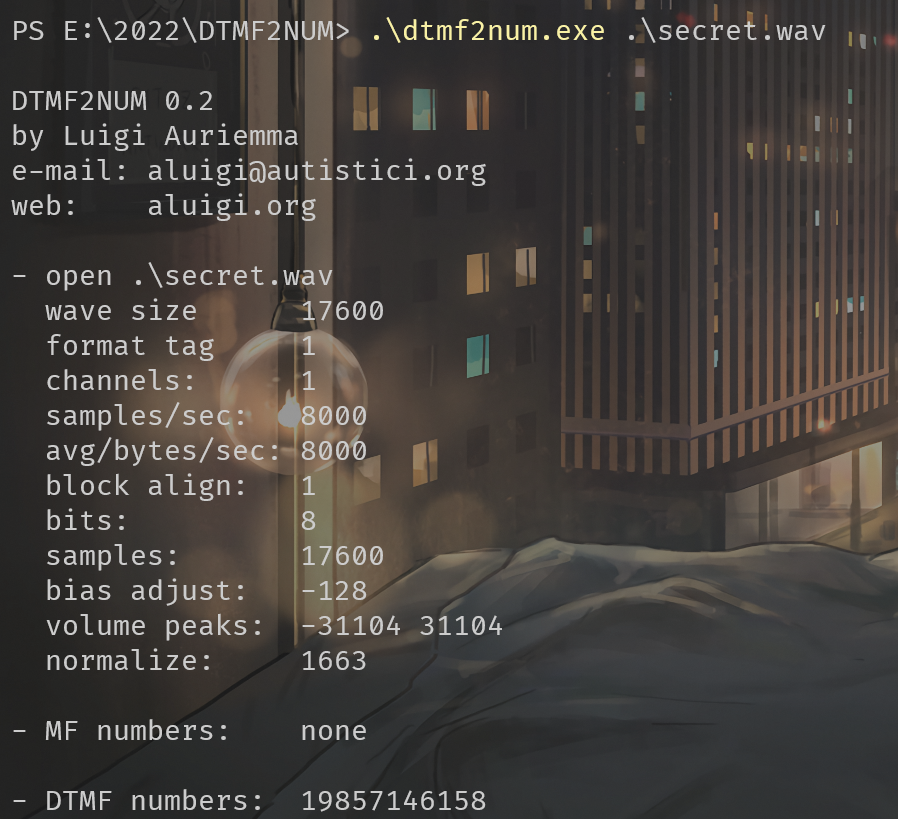 PS E:\2022\DTMF2NUM> .\dtmf2num.exe .\secret.wav
DTMF2NUM 0.2
by Luigi Auriemma
e-mail: aluigi@autistici.org
web:    aluigi.org
- open .\secret.wav
  wave size      17600
  format tag     1
  channels:      1
  samples/sec:   8000
  avg/bytes/sec: 8000
  block align:   1
  bits:          8
  samples:       17600
  bias adjust:   -128
  volume peaks:  -31104 31104
  normalize:     1663
- MF numbers:    none
- DTMF numbers:  19857146158